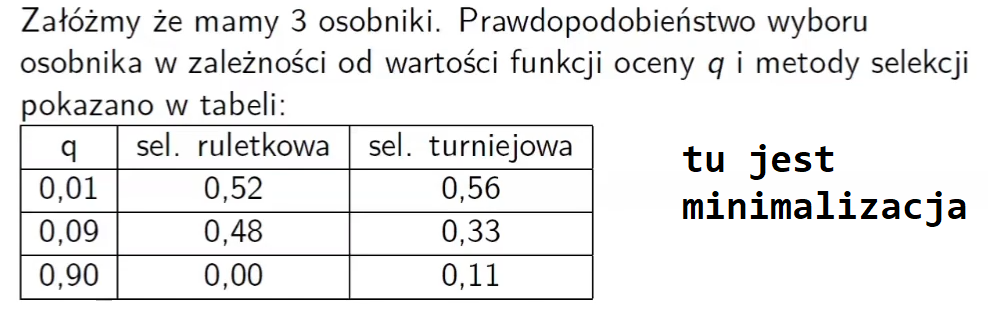 Załóżmy że mamy 3 osobniki. Prawdopodobieństwo wyboru
osobnika w zależności od wartości funkcji oceny q i metody selekcji
pokazano w tabeli:
q sel. ruletkowa sel. turniejowa
0,01 0,52 0,56
0,09 0,48 0,33
0,90 0,00 0,11
tu jest
minimalizacja